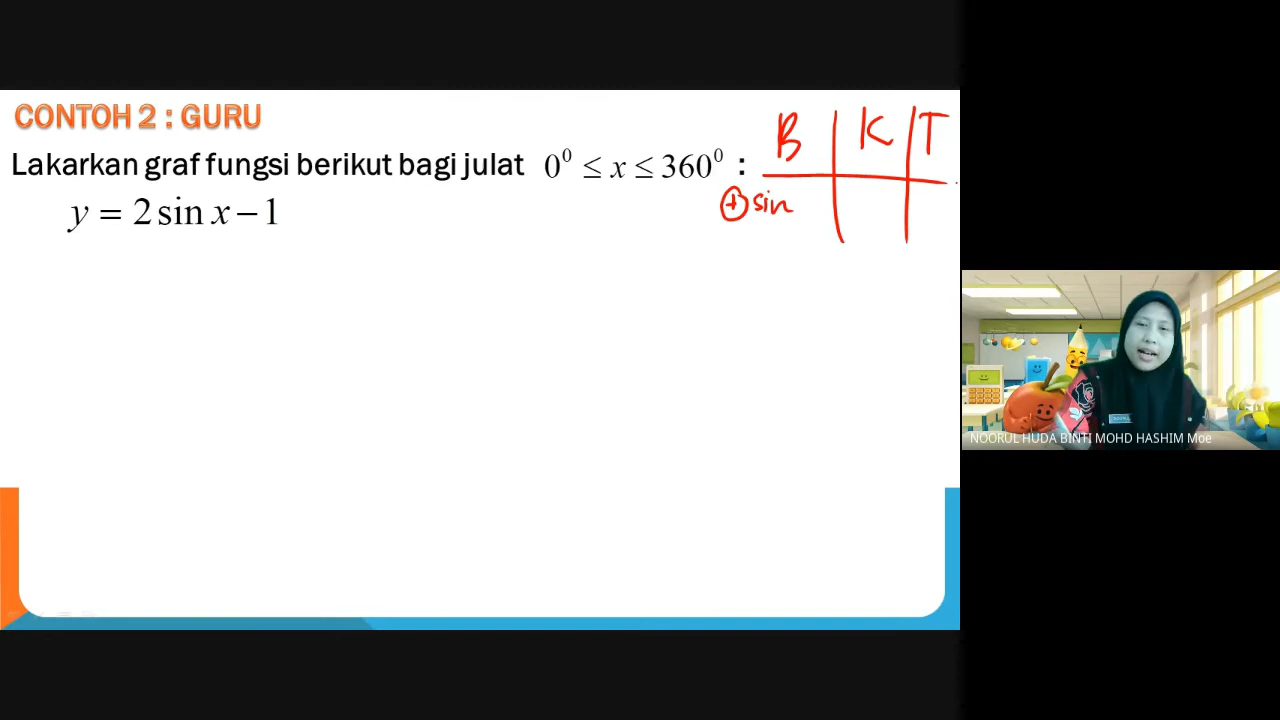 CONTOH 2 : GURU
Lakarkan graf fungsi berikut bagi julat 0⁰ ≤ x ≤ 360⁰ :
y = 2 sin x − 1
B K T
+ sin
NOORUL HUDA BINTI MOHD HASHIM Moe